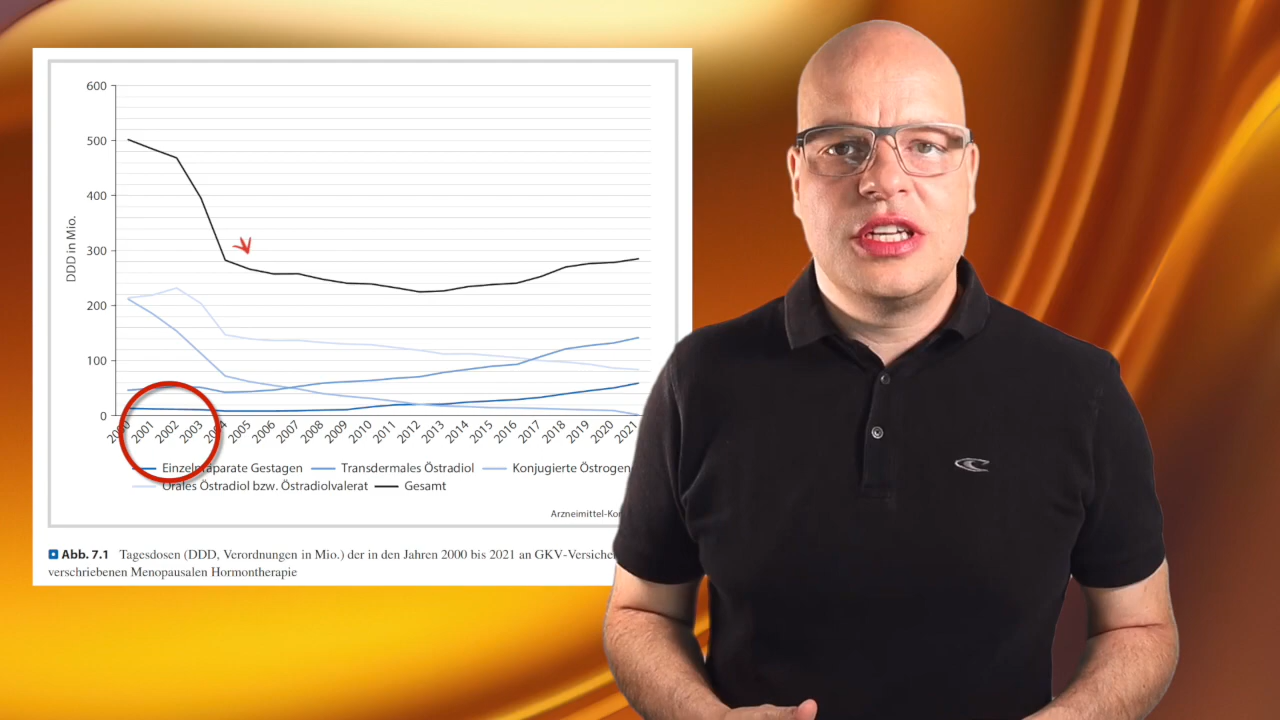 600
500
400
300
200
100
0
DDD in Mio.
2000 2001 2002 2003 2004 2005 2006 2007 2008 2009 2010 2011 2012 2013 2014 2015 2016 2017 2018 2019 2020 2021
Einzelpräparate Gestagen Transdermales Östradiol Konjugierte Östrogen
Orales Östradiol bzw. Östradiolvalerat Gesamt
Arzneimittel-Ko
Abb. 7.1 Tagesdosen (DDD, Verordnungen in Mio.) der in den Jahren 2000 bis 2021 an GKV-Versiche
verschriebenen Menopausalen Hormontherapie